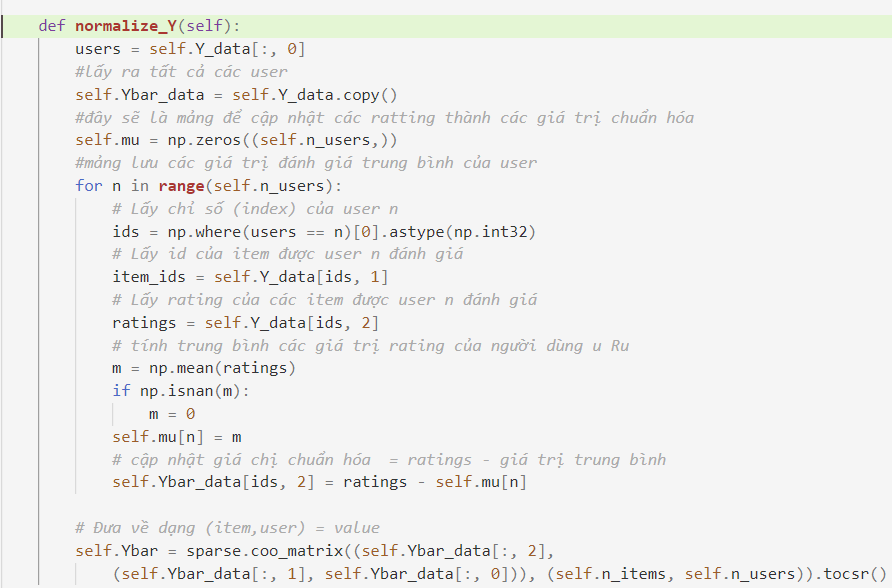 def normalize_Y(self):
users = self.Y_data[:, 0]
#lấy ra tất cả các user
self.Ybar_data = self.Y_data.copy()
#đây sẽ là mảng để cập nhật các ratting thành các giá trị chuẩn hóa
self.mu = np.zeros((self.n_users,))
#mảng lưu các giá trị đánh giá trung bình của user
for n in range(self.n_users):
# Lấy chỉ số (index) của user n
ids = np.where(users == n)[0].astype(np.int32)
# Lấy id của item được user n đánh giá
item_ids = self.Y_data[ids, 1]
# Lấy rating của các item được user n đánh giá
ratings = self.Y_data[ids, 2]
# tính trung bình các giá trị rating của người dùng u Ru
m = np.mean(ratings)
if np.isnan(m):
m = 0
self.mu[n] = m
# cập nhật giá chị chuẩn hóa  = ratings - giá trị trung bình
self.Ybar_data[ids, 2] = ratings - self.mu[n]
# Đưa về dạng (item,user) = value
self.Ybar = sparse.coo_matrix((self.Ybar_data[:, 2],
(self.Ybar_data[:, 1], self.Ybar_data[:, 0])), (self.n_items, self.n_users)).tocsr()